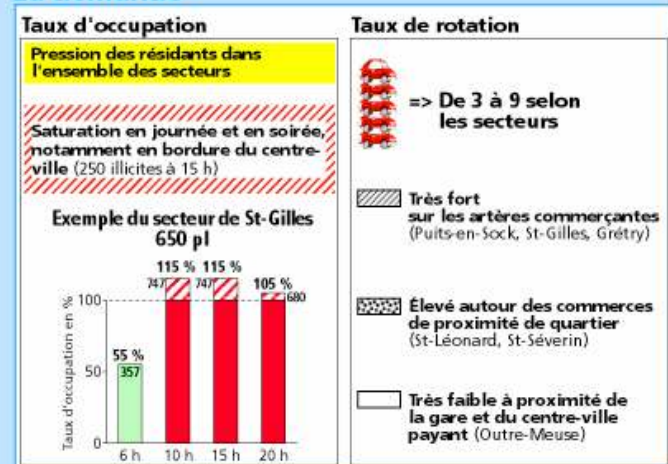 Taux d'occupation
Pression des résidants dans
l'ensemble des secteurs
Saturation en journée et en soirée,
notamment en bordure du centre-
ville (250 illicites à 15 h)
Exemple du secteur de St-Gilles
650 pl
115 % 115 %
105 %
747 747 680
100
55 %
357
50
0
Taux d'occupation en %
6 h 10 h 15 h 20 h
Taux de rotation
=> De 3 à 9 selon
les secteurs
Très fort
sur les artères commerçantes
(Puits-en-Sock, St-Gilles, Grétry)
Élevé autour des commerces
de proximité de quartier
(St-Léonard, St-Séverin)
Très faible à proximité de
la gare et du centre-ville
payant (Outre-Meuse)